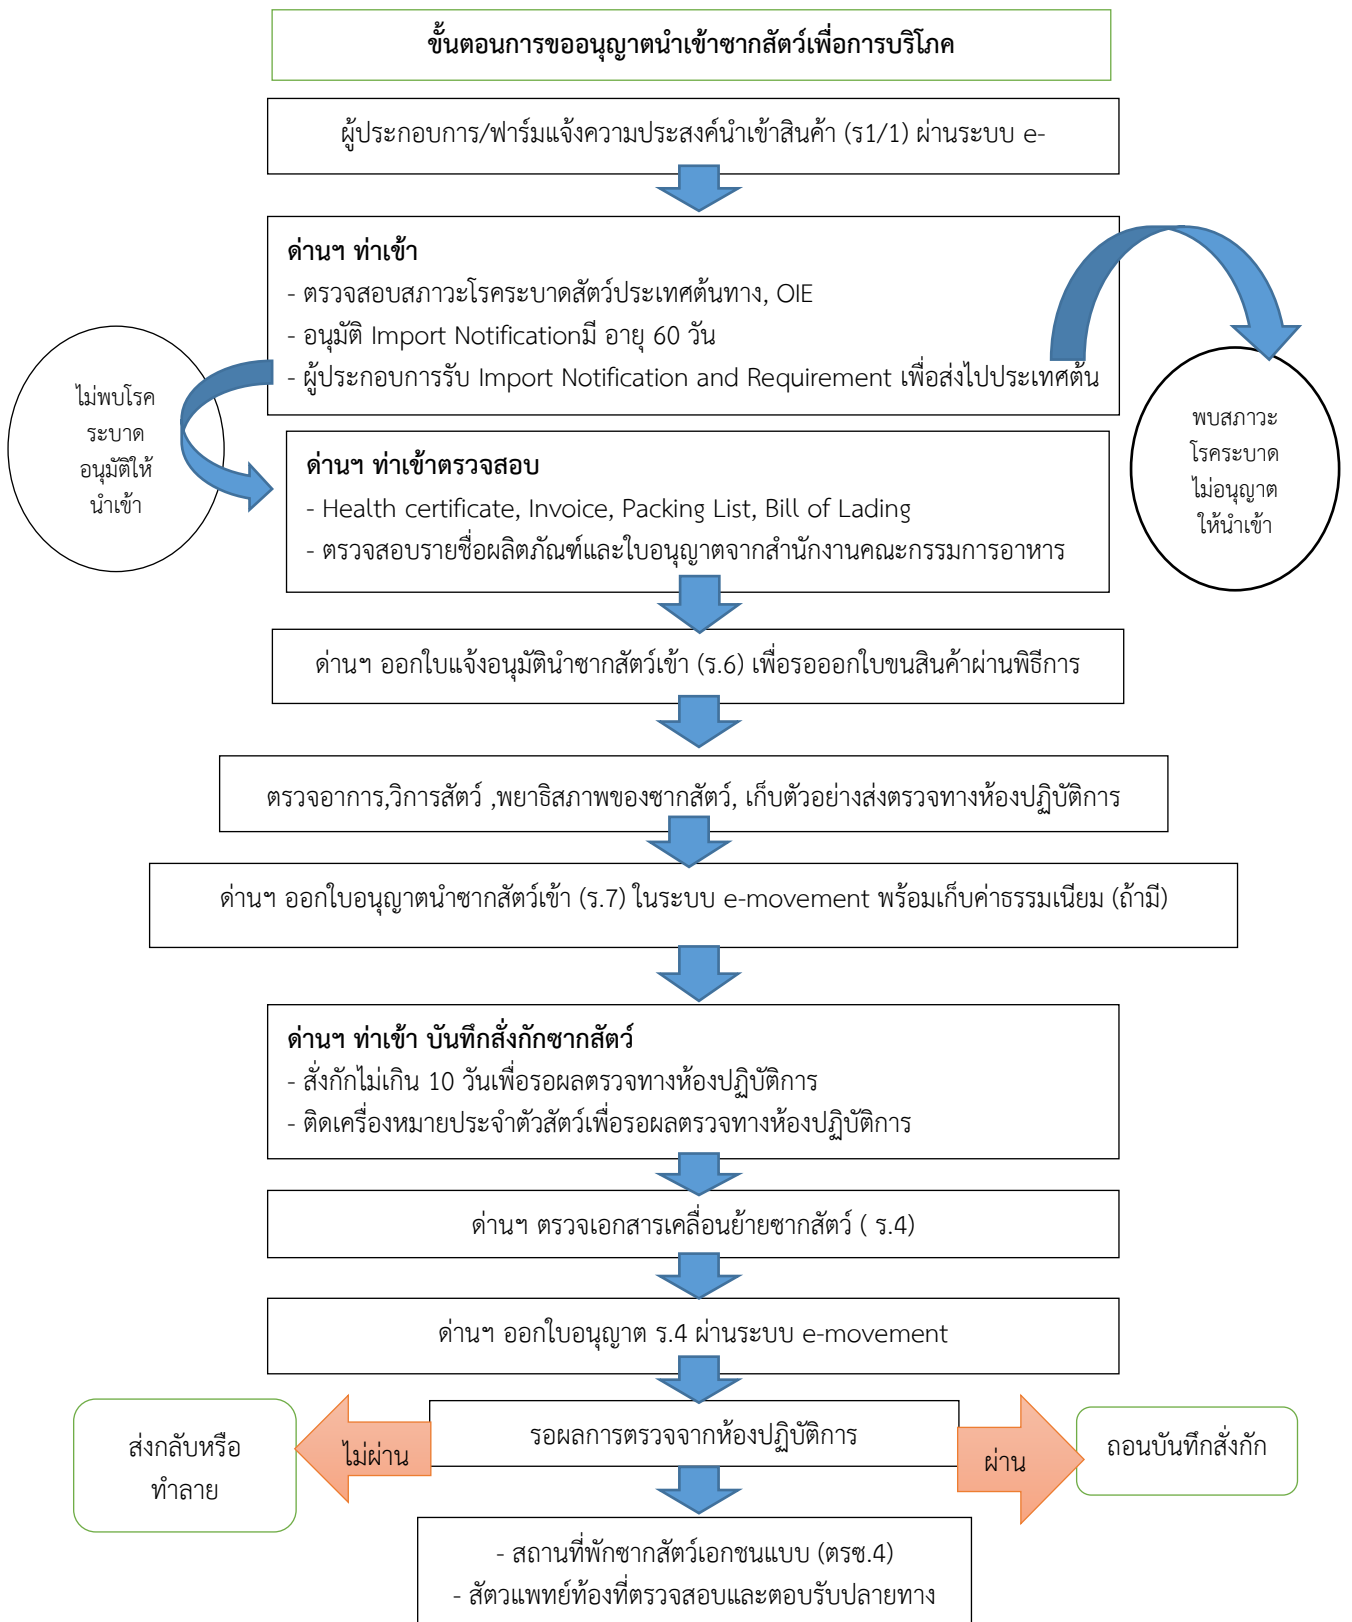 ขั้นตอนการขออนุญาตนำเข้าซากสัตว์เพื่อการบริโภค
ผู้ประกอบการ/ฟาร์มแจ้งความประสงค์นำเข้าสินค้า (ร1/1) ผ่านระบบ e-
ด่านฯ ท่าเข้า
- ตรวจสอบสภาวะโรคระบาดสัตว์ประเทศต้นทาง, OIE
- อนุมัติ Import Notificationมี อายุ 60 วัน
- ผู้ประกอบการรับ Import Notification and Requirement เพื่อส่งไปประเทศต้น
ไม่พบโรค
ระบาด
อนุมัติให้
นำเข้า
พบสภาวะ
โรคระบาด
ไม่อนุญาต
ให้นำเข้า
ด่านฯ ท่าเข้าตรวจสอบ
- Health certificate, Invoice, Packing List, Bill of Lading
- ตรวจสอบรายชื่อผลิตภัณฑ์และใบอนุญาตจากสำนักงานคณะกรรมการอาหาร
ด่านฯ ออกใบแจ้งอนุมัตินำซากสัตว์เข้า (ร.6) เพื่อรอออกใบขนสินค้าผ่านพิธีการ
ตรวจอาการ,วิการสัตว์ ,พยาธิสภาพของซากสัตว์, เก็บตัวอย่างส่งตรวจทางห้องปฏิบัติการ
ด่านฯ ออกใบอนุญาตนำซากสัตว์เข้า (ร.7) ในระบบ e-movement พร้อมเก็บค่าธรรมเนียม (ถ้ามี)
ด่านฯ ท่าเข้า บันทึกสั่งกักซากสัตว์
- สั่งกักไม่เกิน 10 วันเพื่อรอผลตรวจทางห้องปฏิบัติการ
- ติดเครื่องหมายประจำตัวสัตว์เพื่อรอผลตรวจทางห้องปฏิบัติการ
ด่านฯ ตรวจเอกสารเคลื่อนย้ายซากสัตว์ ( ร.4)
ด่านฯ ออกใบอนุญาต ร.4 ผ่านระบบ e-movement
ส่งกลับหรือ
ทำลาย
ไม่ผ่าน
รอผลการตรวจจากห้องปฏิบัติการ
ผ่าน
ถอนบันทึกสั่งกัก
- สถานที่พักซากสัตว์เอกชนแบบ (ตรซ.4)
- สัตวแพทย์ท้องที่ตรวจสอบและตอบรับปลายทาง